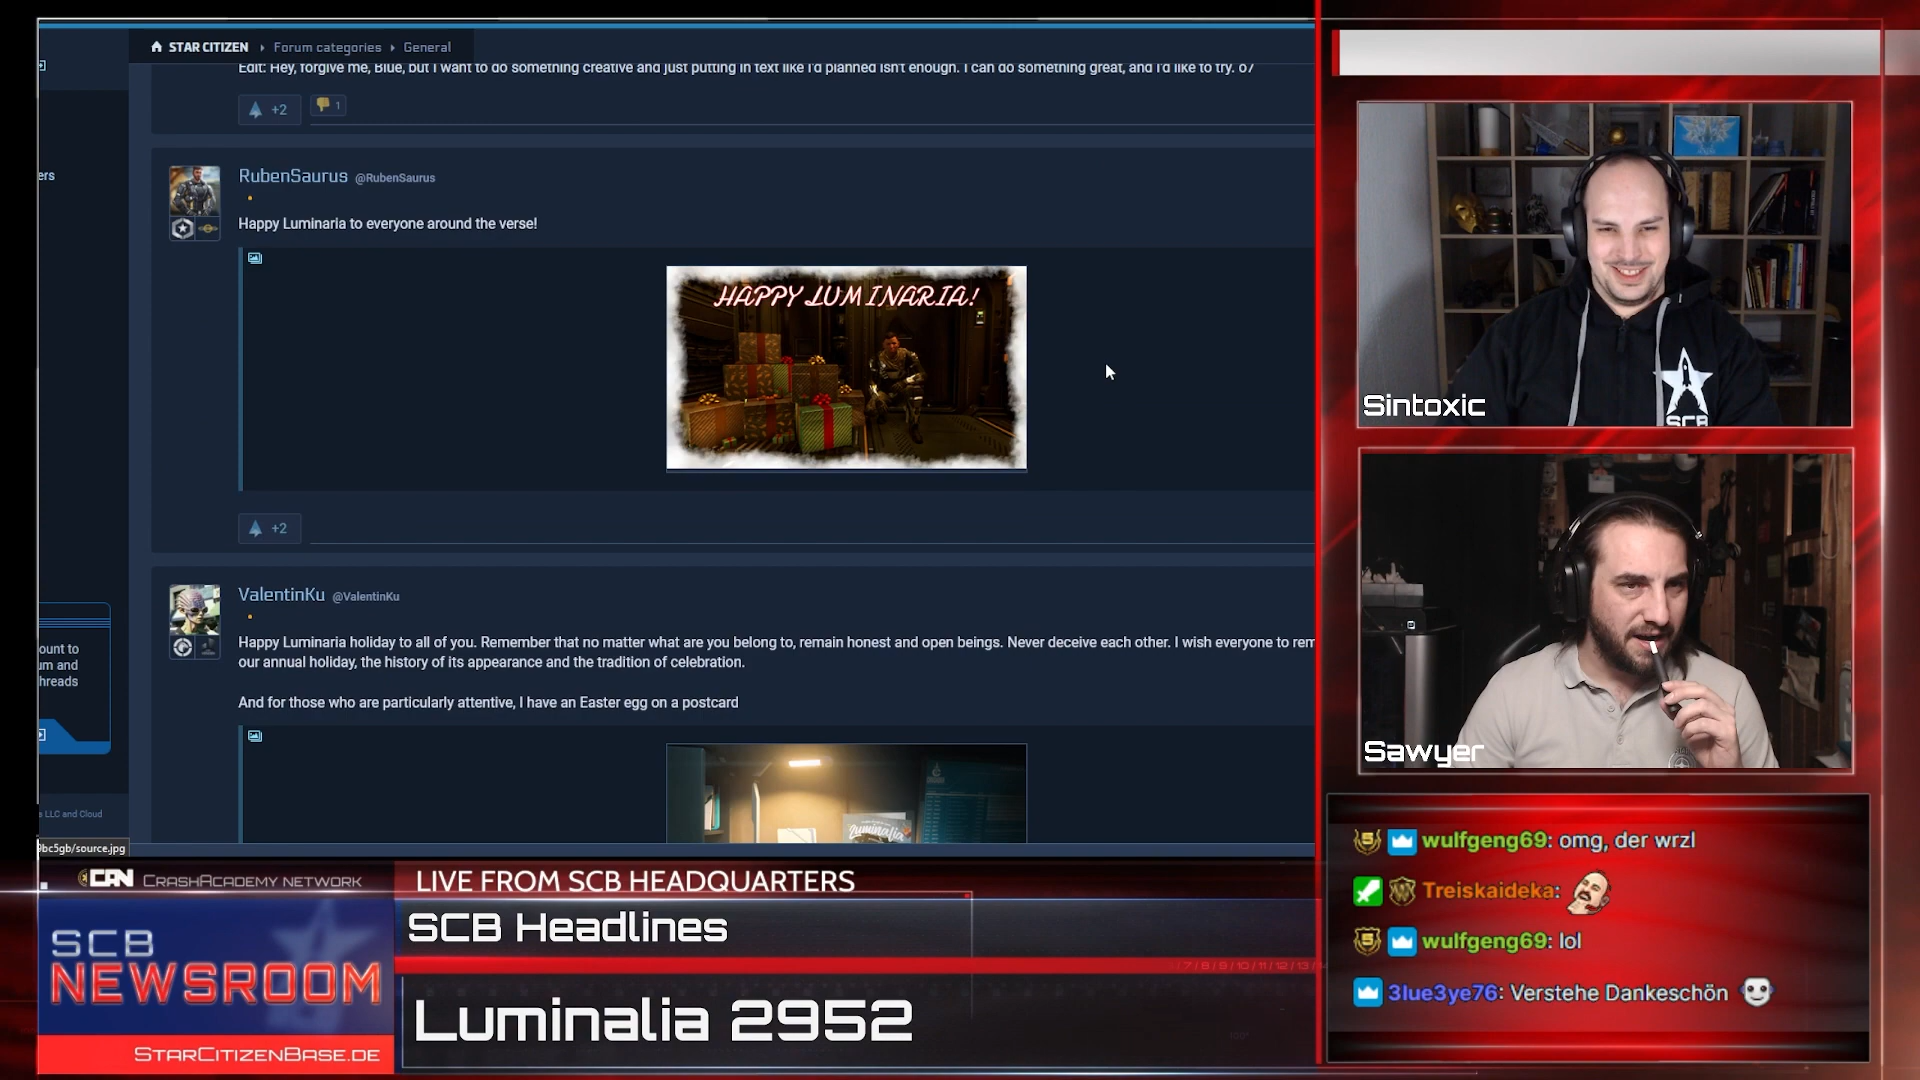 STAR CITIZEN › Forum categories › General
Edit: Hey, forgive me, Blue, but I want to do something creative and just putting in text like I'd planned isn't enough. I can do something great, and I'd like to try. o7
+2 1
ers
RubenSaurus @RubenSaurus
Happy Luminaria to everyone around the verse!
HAPPY LUMINARIA!
+2
ValentinKu @ValentinKu
Happy Luminaria holiday to all of you. Remember that no matter what are you belong to, remain honest and open beings. Never deceive each other. I wish everyone to rem
our annual holiday, the history of its appearance and the tradition of celebration.
And for those who are particularly attentive, I have an Easter egg on a postcard
Luminalia
ount to
um and
hreads
LLC and Cloud
bc5gb/source.jpg
Sintoxic
SCB
Sawyer
CAN CRASHACADEMY NETWORK
LIVE FROM SCB HEADQUARTERS
SCB Headlines
SCB
NEWSROOM
Luminalia 2952
STARCITIZENBASE.DE
5 wulfgeng69: omg, der wrzl
Treiskaideka:
5 wulfgeng69: lol
3lue3ye76: Verstehe Dankeschön